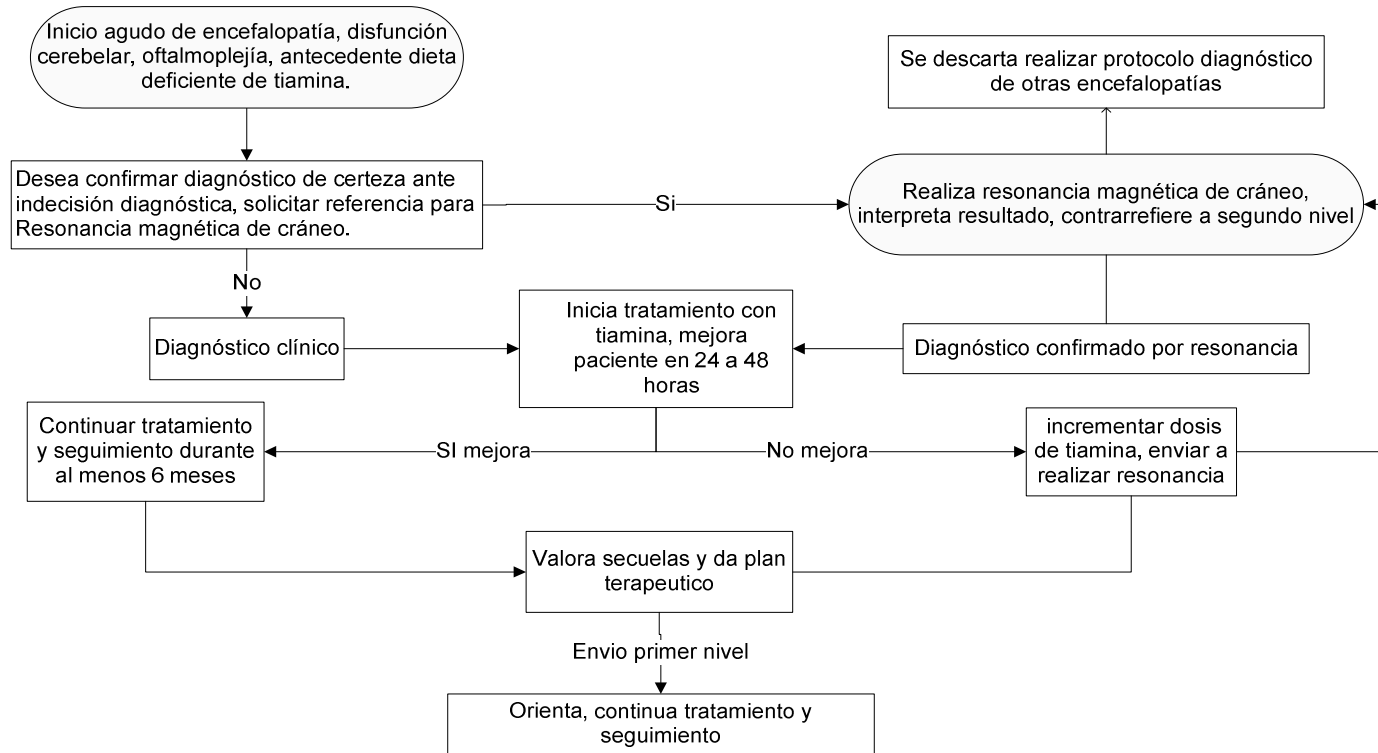 Inicio agudo de encefalopatía, disfunción
cerebelar, oftalmoplejía, antecedente dieta
deficiente de tiamina.
Se descarta realizar protocolo diagnóstico
de otras encefalopatías
Desea confirmar diagnóstico de certeza ante
indecisión diagnóstica, solicitar referencia para
Resonancia magnética de cráneo.
Si
Realiza resonancia magnética de cráneo,
interpreta resultado, contrarrefiere a segundo nivel
No
Diagnóstico clínico
Inicia tratamiento con
tiamina, mejora
paciente en 24 a 48
horas
Diagnóstico confirmado por resonancia
Continuar tratamiento
y seguimiento durante
al menos 6 meses
SI mejora
No mejora
incrementar dosis
de tiamina, enviar a
realizar resonancia
Valora secuelas y da plan
terapeutico
Envio primer nivel
Orienta, continua tratamiento y
seguimiento